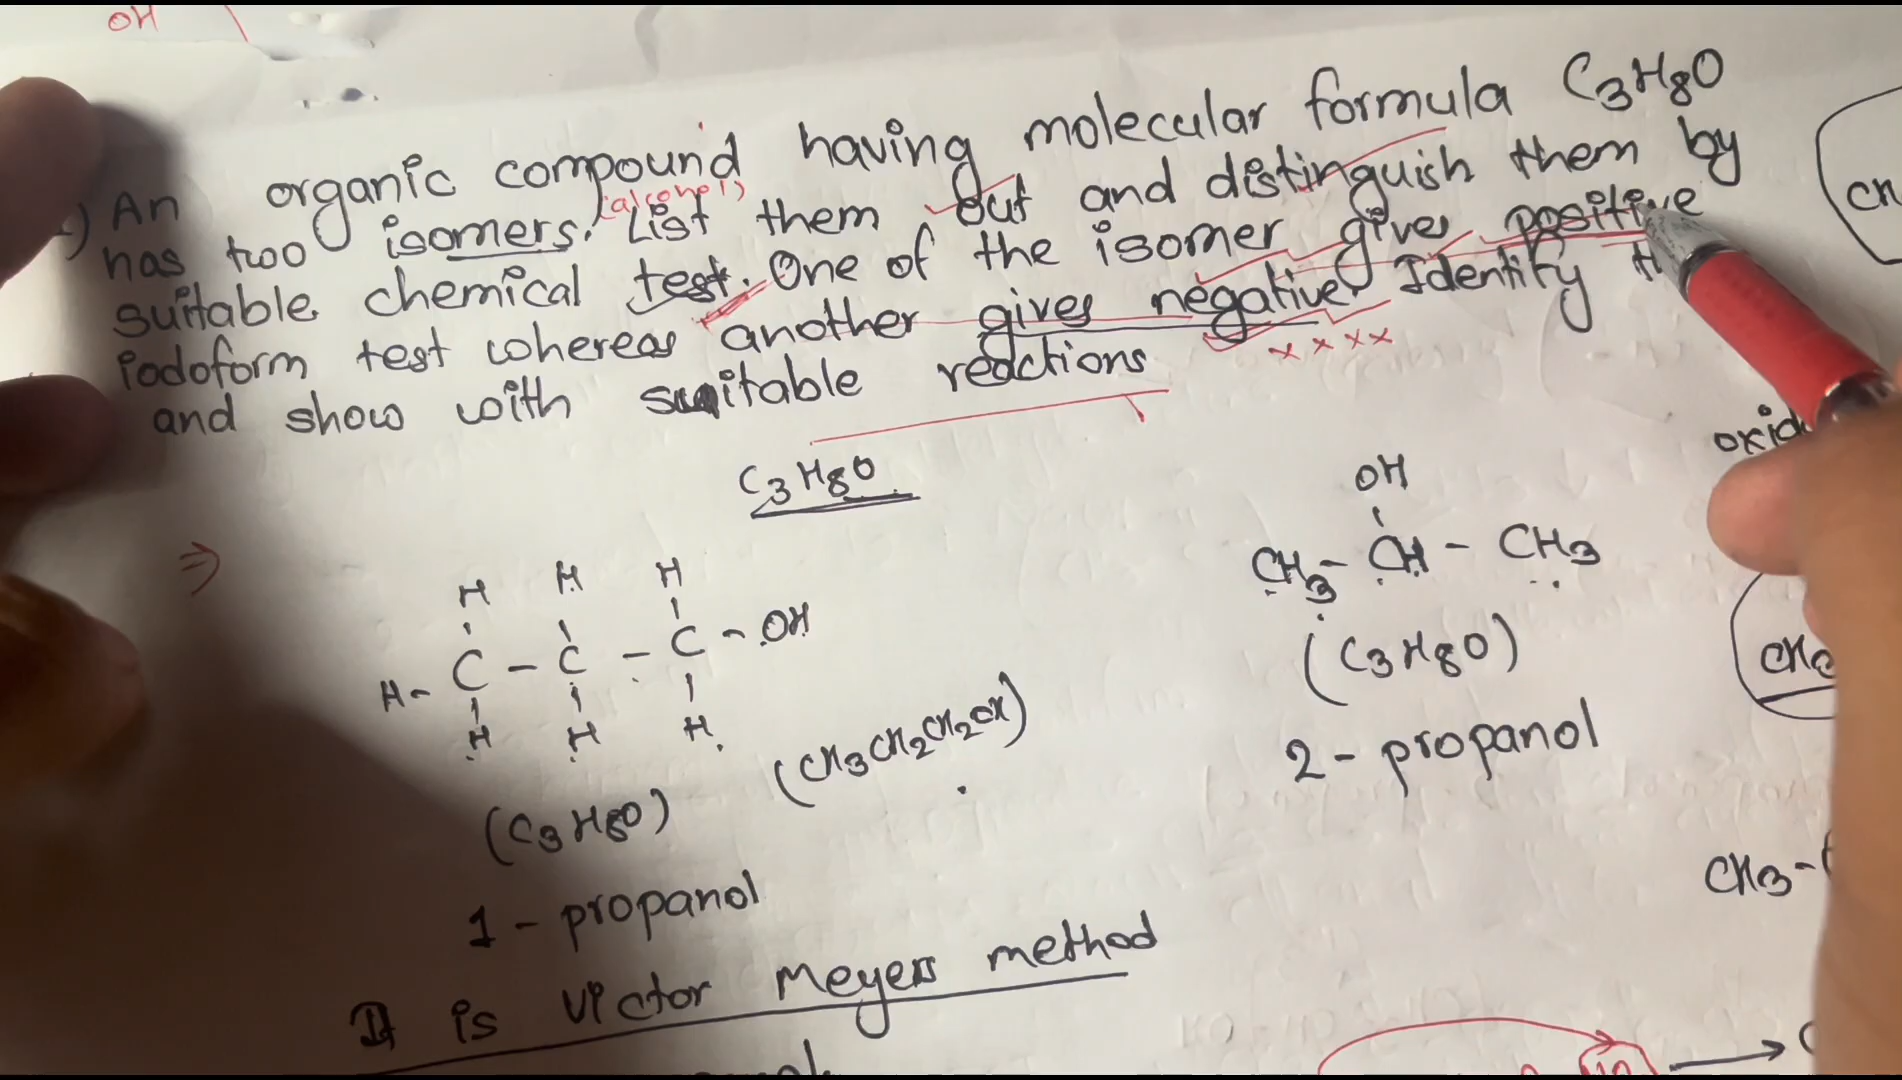 OH
An organic compound having molecular formula C3H8O
has two isomers. List them out and distinguish them by
(alcohol)
suitable chemical test. One of the isomer gives positive
iodoform test whereas another gives negative. Identify
and show with suitable reactions
xxxx
C3H8O
H H H
H - C - C - C - OH
H H H
(CH3CH2CH2OH)
(C3H8O)
1 - propanol
OH
CH3 - CH - CH3
(C3H8O)
2 - propanol
CH3 -
It is Victor Meyers method